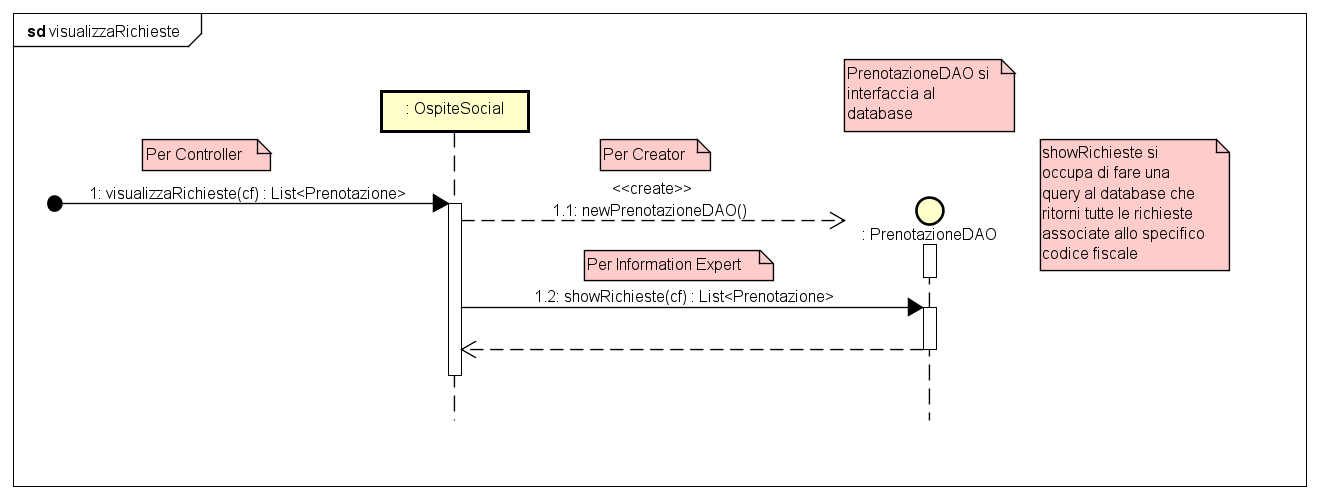 sd visualizzaRichieste
PrenotazioneDAO si
interfaccia al
database
: OspiteSocial
Per Controller
Per Creator
showRichieste si
occupa di fare una
query al database che
ritorni tutte le richieste
associate allo specifico
codice fiscale
1: visualizzaRichieste(cf) : List<Prenotazione>
<<create>>
1.1: newPrenotazioneDAO()
: PrenotazioneDAO
Per Information Expert
1.2: showRichieste(cf) : List<Prenotazione>